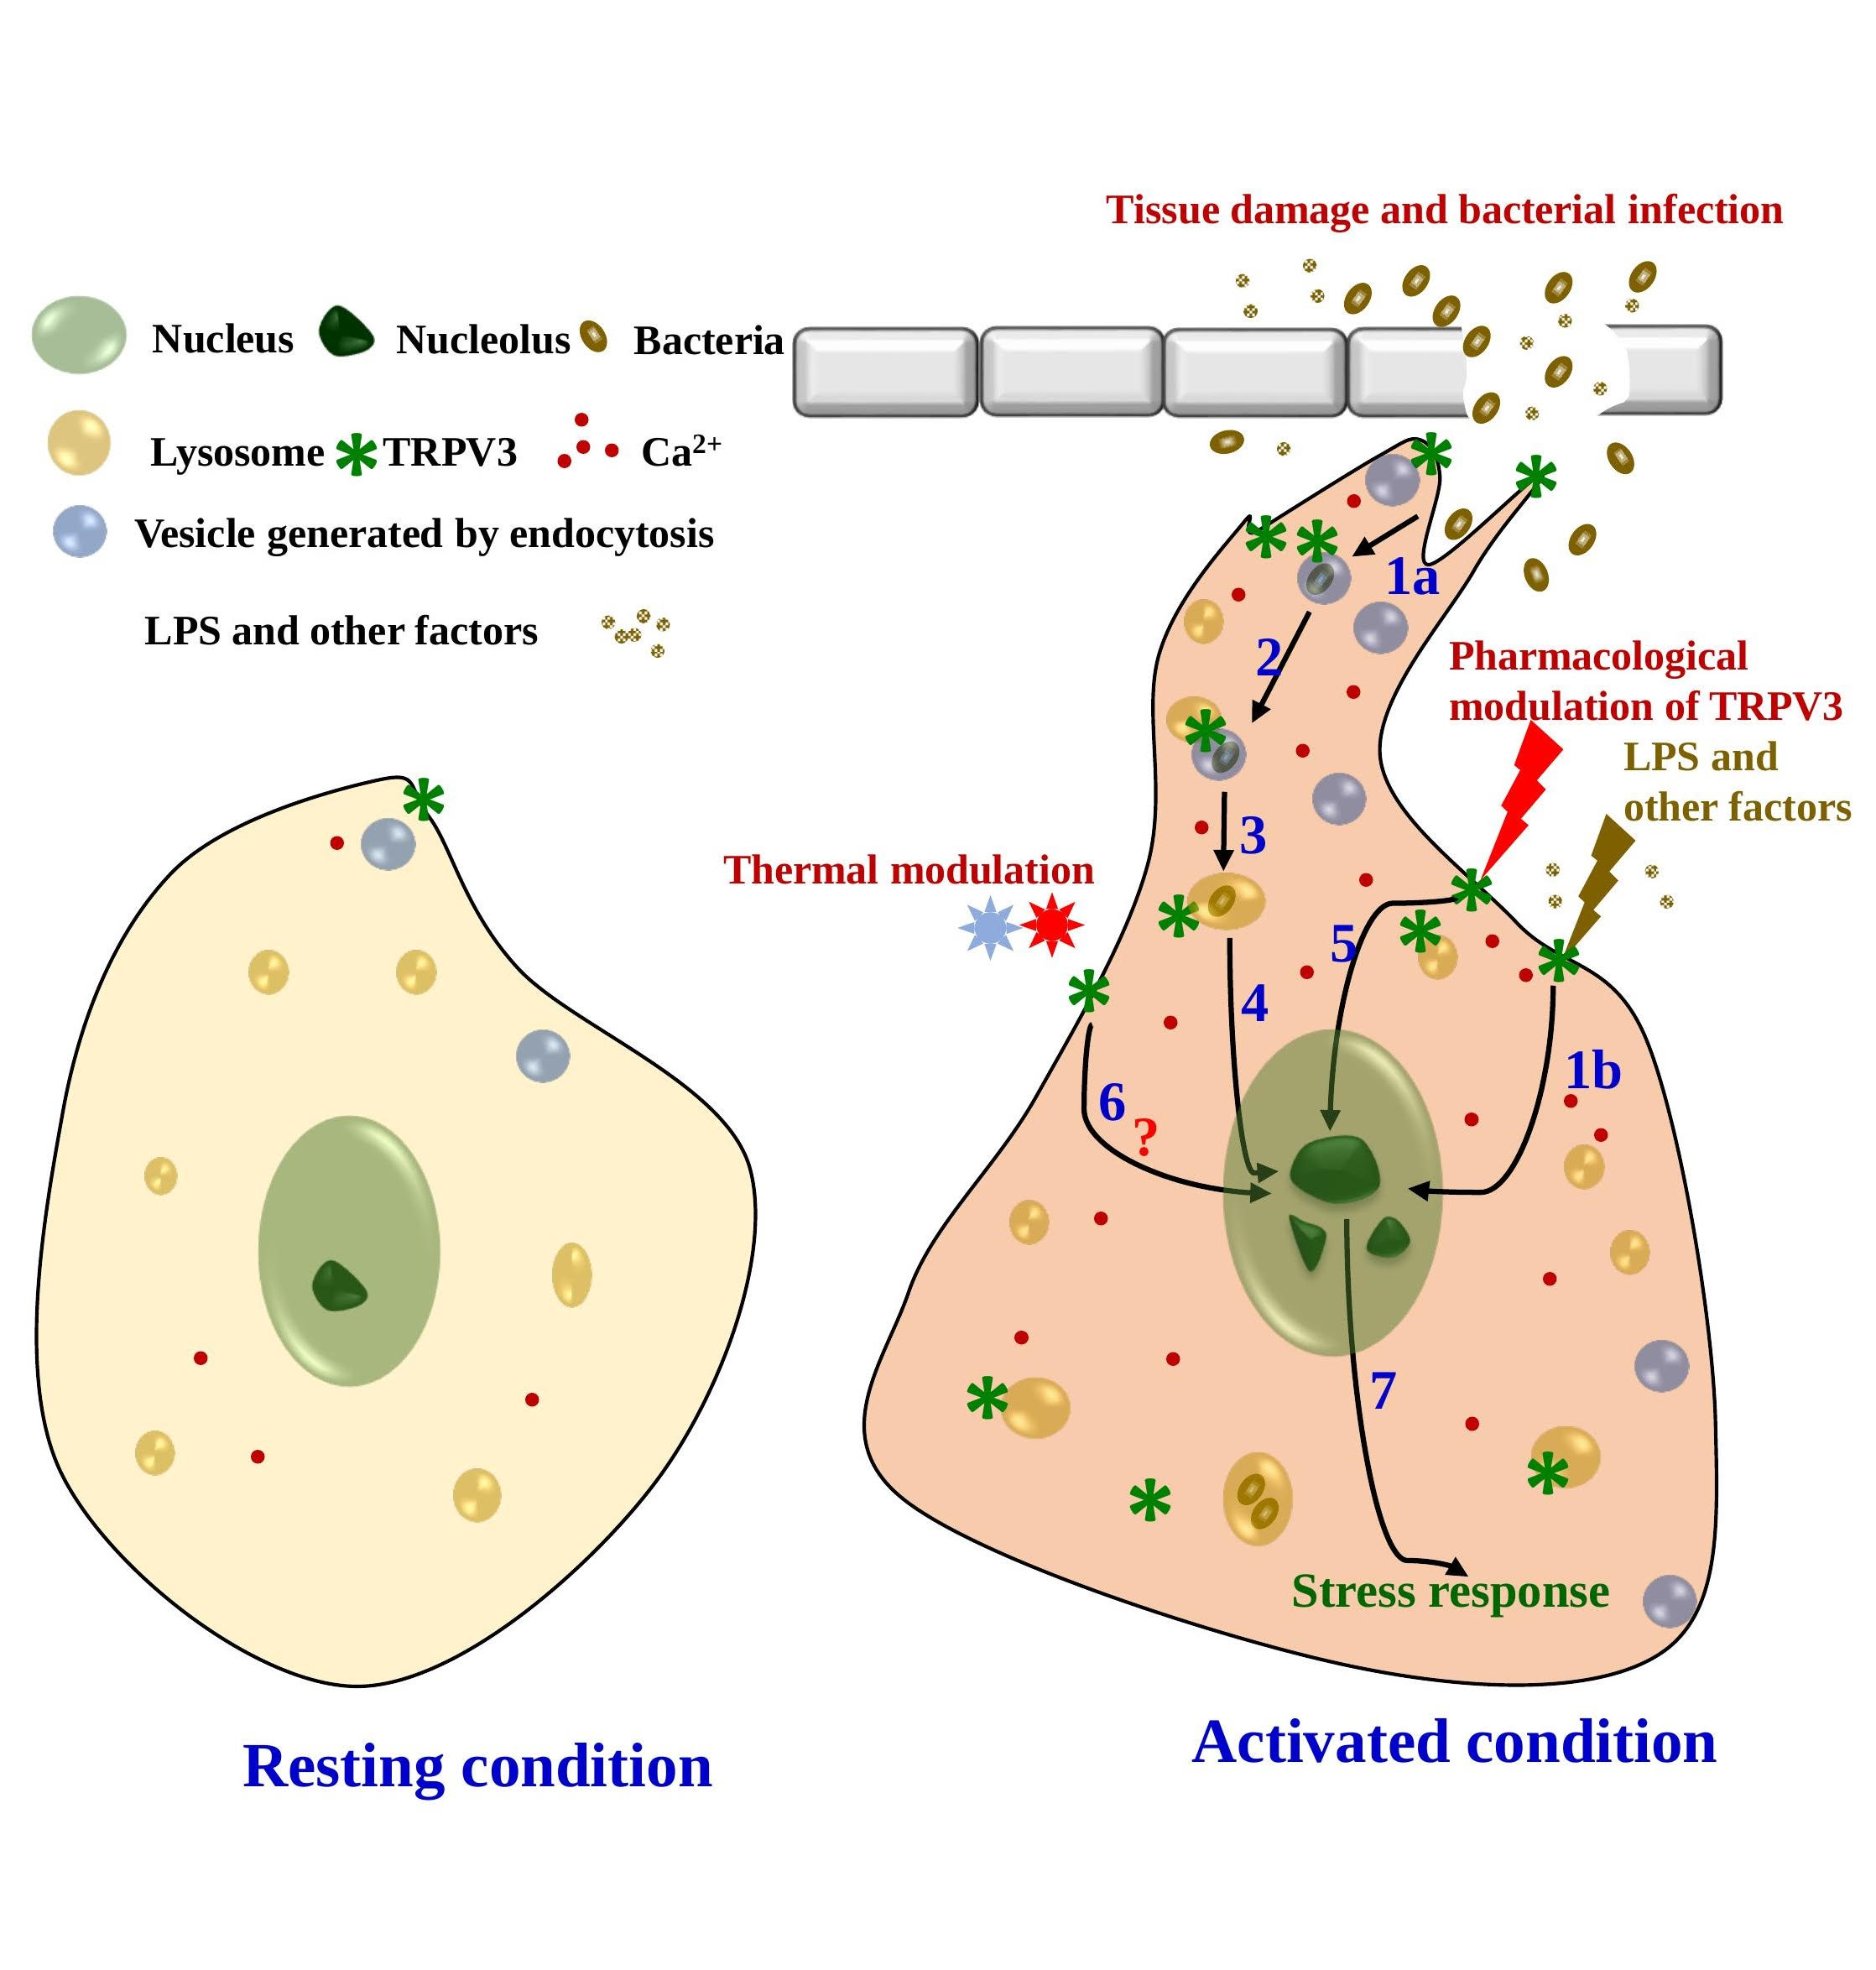 Tissue damage and bacterial infection
Nucleus
Nucleolus
Bacteria
Lysosome
TRPV3
Ca²⁺
Vesicle generated by endocytosis
LPS and other factors
1a
2
Pharmacological
modulation of TRPV3
LPS and
other factors
3
Thermal modulation
5
4
1b
6
?
7
Stress response
Resting condition
Activated condition